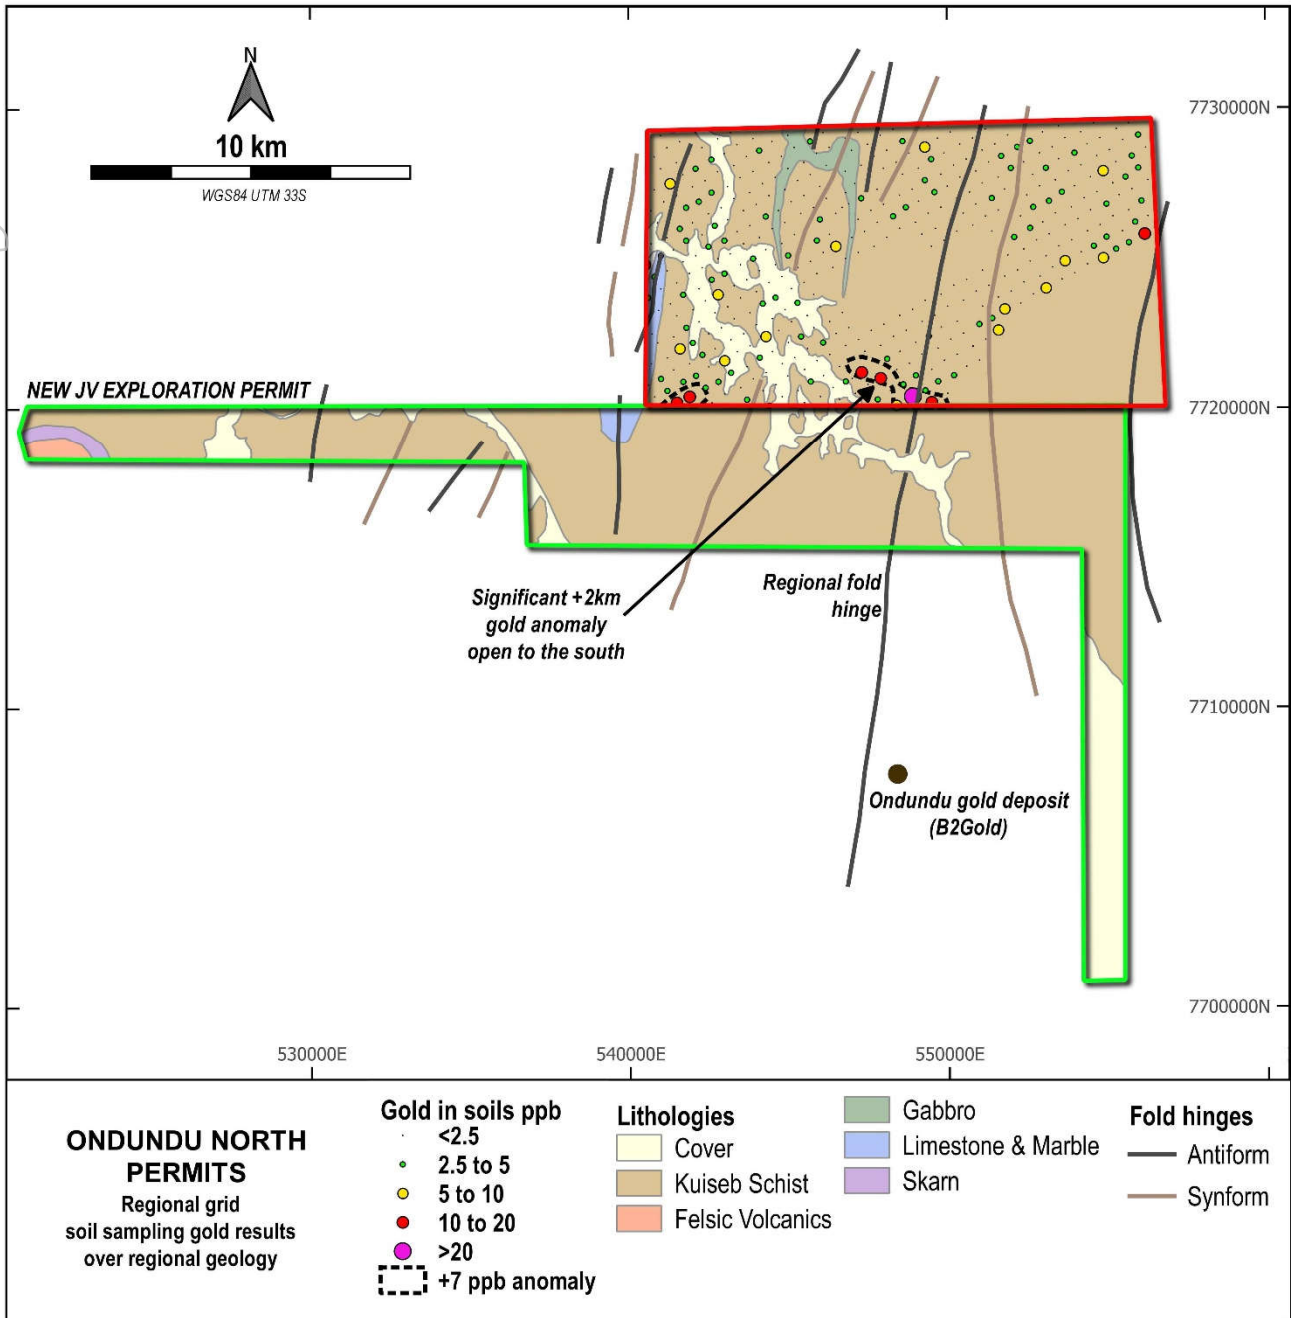 N
10 km
WGS84 UTM 33S
7730000N
NEW JV EXPLORATION PERMIT
7720000N
Significant +2km
gold anomaly
open to the south
Regional fold
hinge
7710000N
Ondundu gold deposit
(B2Gold)
7700000N
530000E
540000E
550000E
ONDUNDU NORTH
PERMITS
Regional grid
soil sampling gold results
over regional geology
Gold in soils ppb
<2.5
2.5 to 5
5 to 10
10 to 20
>20
+7 ppb anomaly
Lithologies
Cover
Kuiseb Schist
Felsic Volcanics
Gabbro
Limestone & Marble
Skarn
Fold hinges
Antiform
Synform